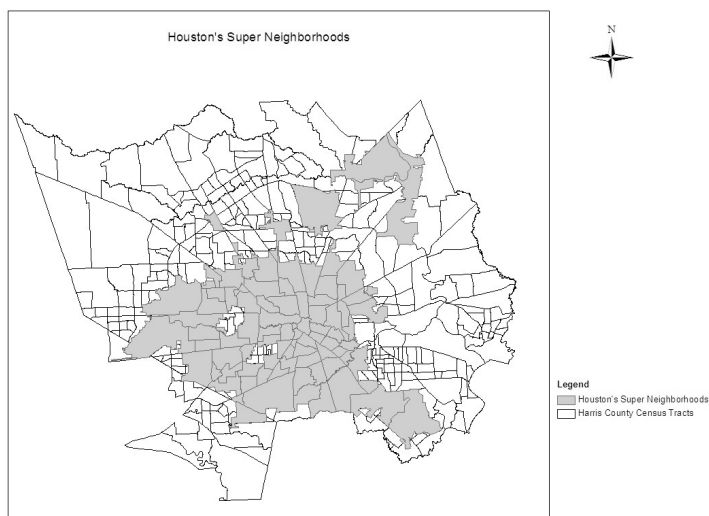 Houston's Super Neighborhoods
N
Legend
Houston's Super Neighborhoods
Harris County Census Tracts